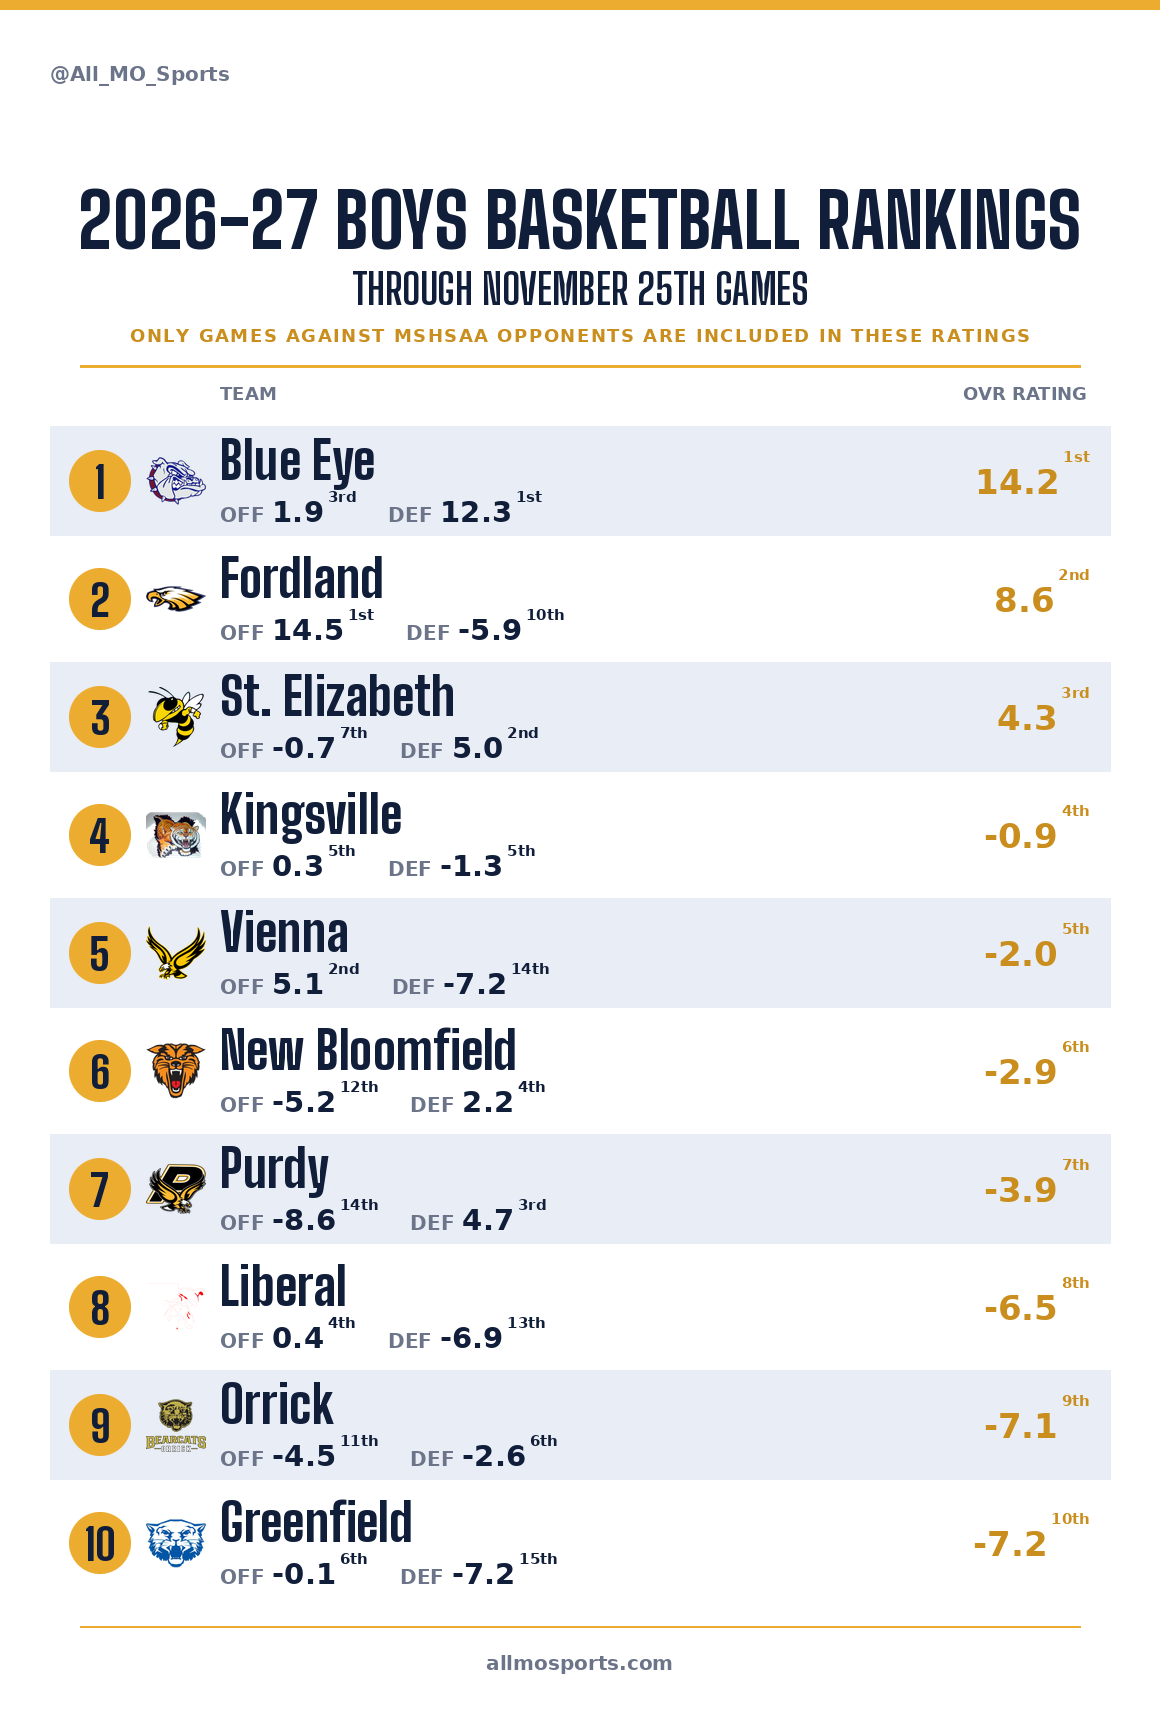 @All_MO_Sports
2026-27 BOYS BASKETBALL RANKINGS
THROUGH NOVEMBER 25TH GAMES
ONLY GAMES AGAINST MSHSAA OPPONENTS ARE INCLUDED IN THESE RATINGS
TEAM OVR RATING
1 Blue Eye 14.2 1st
OFF 1.9 3rd DEF 12.3 1st
2 Fordland 8.6 2nd
OFF 14.5 1st DEF -5.9 10th
3 St. Elizabeth 4.3 3rd
OFF -0.7 7th DEF 5.0 2nd
4 Kingsville -0.9 4th
OFF 0.3 5th DEF -1.3 5th
5 Vienna -2.0 5th
OFF 5.1 2nd DEF -7.2 14th
6 New Bloomfield -2.9 6th
OFF -5.2 12th DEF 2.2 4th
7 Purdy -3.9 7th
OFF -8.6 14th DEF 4.7 3rd
8 Liberal -6.5 8th
OFF 0.4 4th DEF -6.9 13th
9 BEARCATS ORRICK Orrick -7.1 9th
OFF -4.5 11th DEF -2.6 6th
10 Greenfield -7.2 10th
OFF -0.1 6th DEF -7.2 15th
allmosports.com